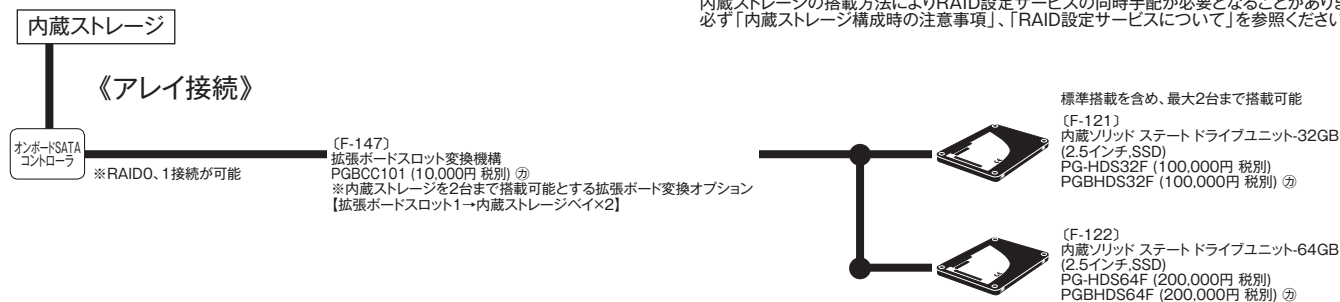 内蔵ストレージの搭載方法によりRAID設定サービスの同時手配が必要となることがありま
必ず「内蔵ストレージ構成時の注意事項」、「RAID設定サービスについて」を参照ください
内蔵ストレージ
《アレイ接続》
オンボードSATA
コントローラ
※RAID0、1接続が可能
〔F-147〕
拡張ボードスロット変換機構
PGBCC101 (10,000円 税別) ㋕
※内蔵ストレージを2台まで搭載可能とする拡張ボード変換オプション
【拡張ボードスロット1→内蔵ストレージベイ×2】
標準搭載を含め、最大2台まで搭載可能
〔F-121〕
内蔵ソリッド ステート ドライブユニット-32GB
(2.5インチ,SSD)
PG-HDS32F (100,000円 税別)
PGBHDS32F (100,000円 税別) ㋕
〔F-122〕
内蔵ソリッド ステート ドライブユニット-64GB
(2.5インチ,SSD)
PG-HDS64F (200,000円 税別)
PGBHDS64F (200,000円 税別) ㋕